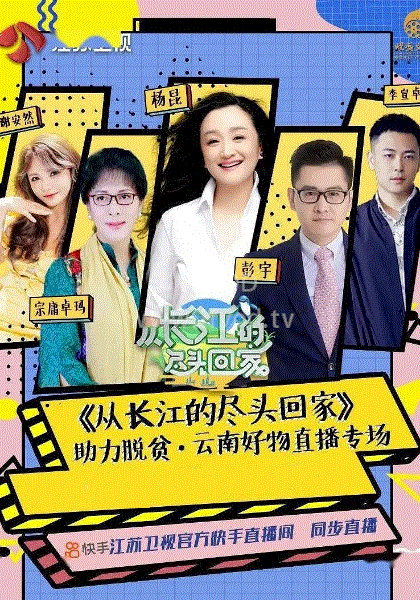 江苏卫视
谢安然
杨昆
李宜卓
宗庸卓玛
彭宇
tv
从长江的
尽头回家
《从长江的尽头回家》
助力脱贫·云南好物直播专场
快手 江苏卫视官方快手直播间 同步直播